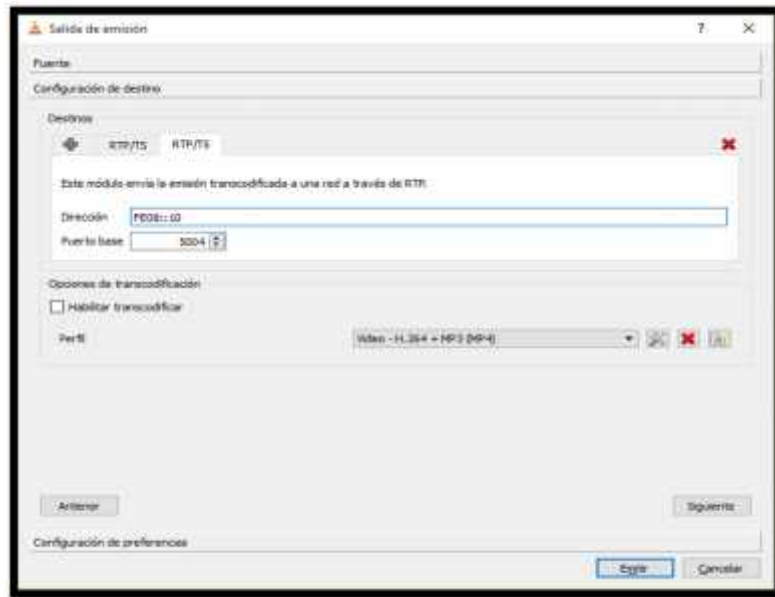 Salida de emisión
Fuente
Configuración de destino
Destinos
RTP/TS RTP/TS
Este módulo envía la emisión transcodificada a una red a través de RTP.
Dirección
Puerto base 5004
Opciones de transcodificación
Habilitar transcodificar
Perfil Video - H.264 + MP3 (MP4)
Anterior Siguiente
Configuración de preferencias
Emitir Cancelar